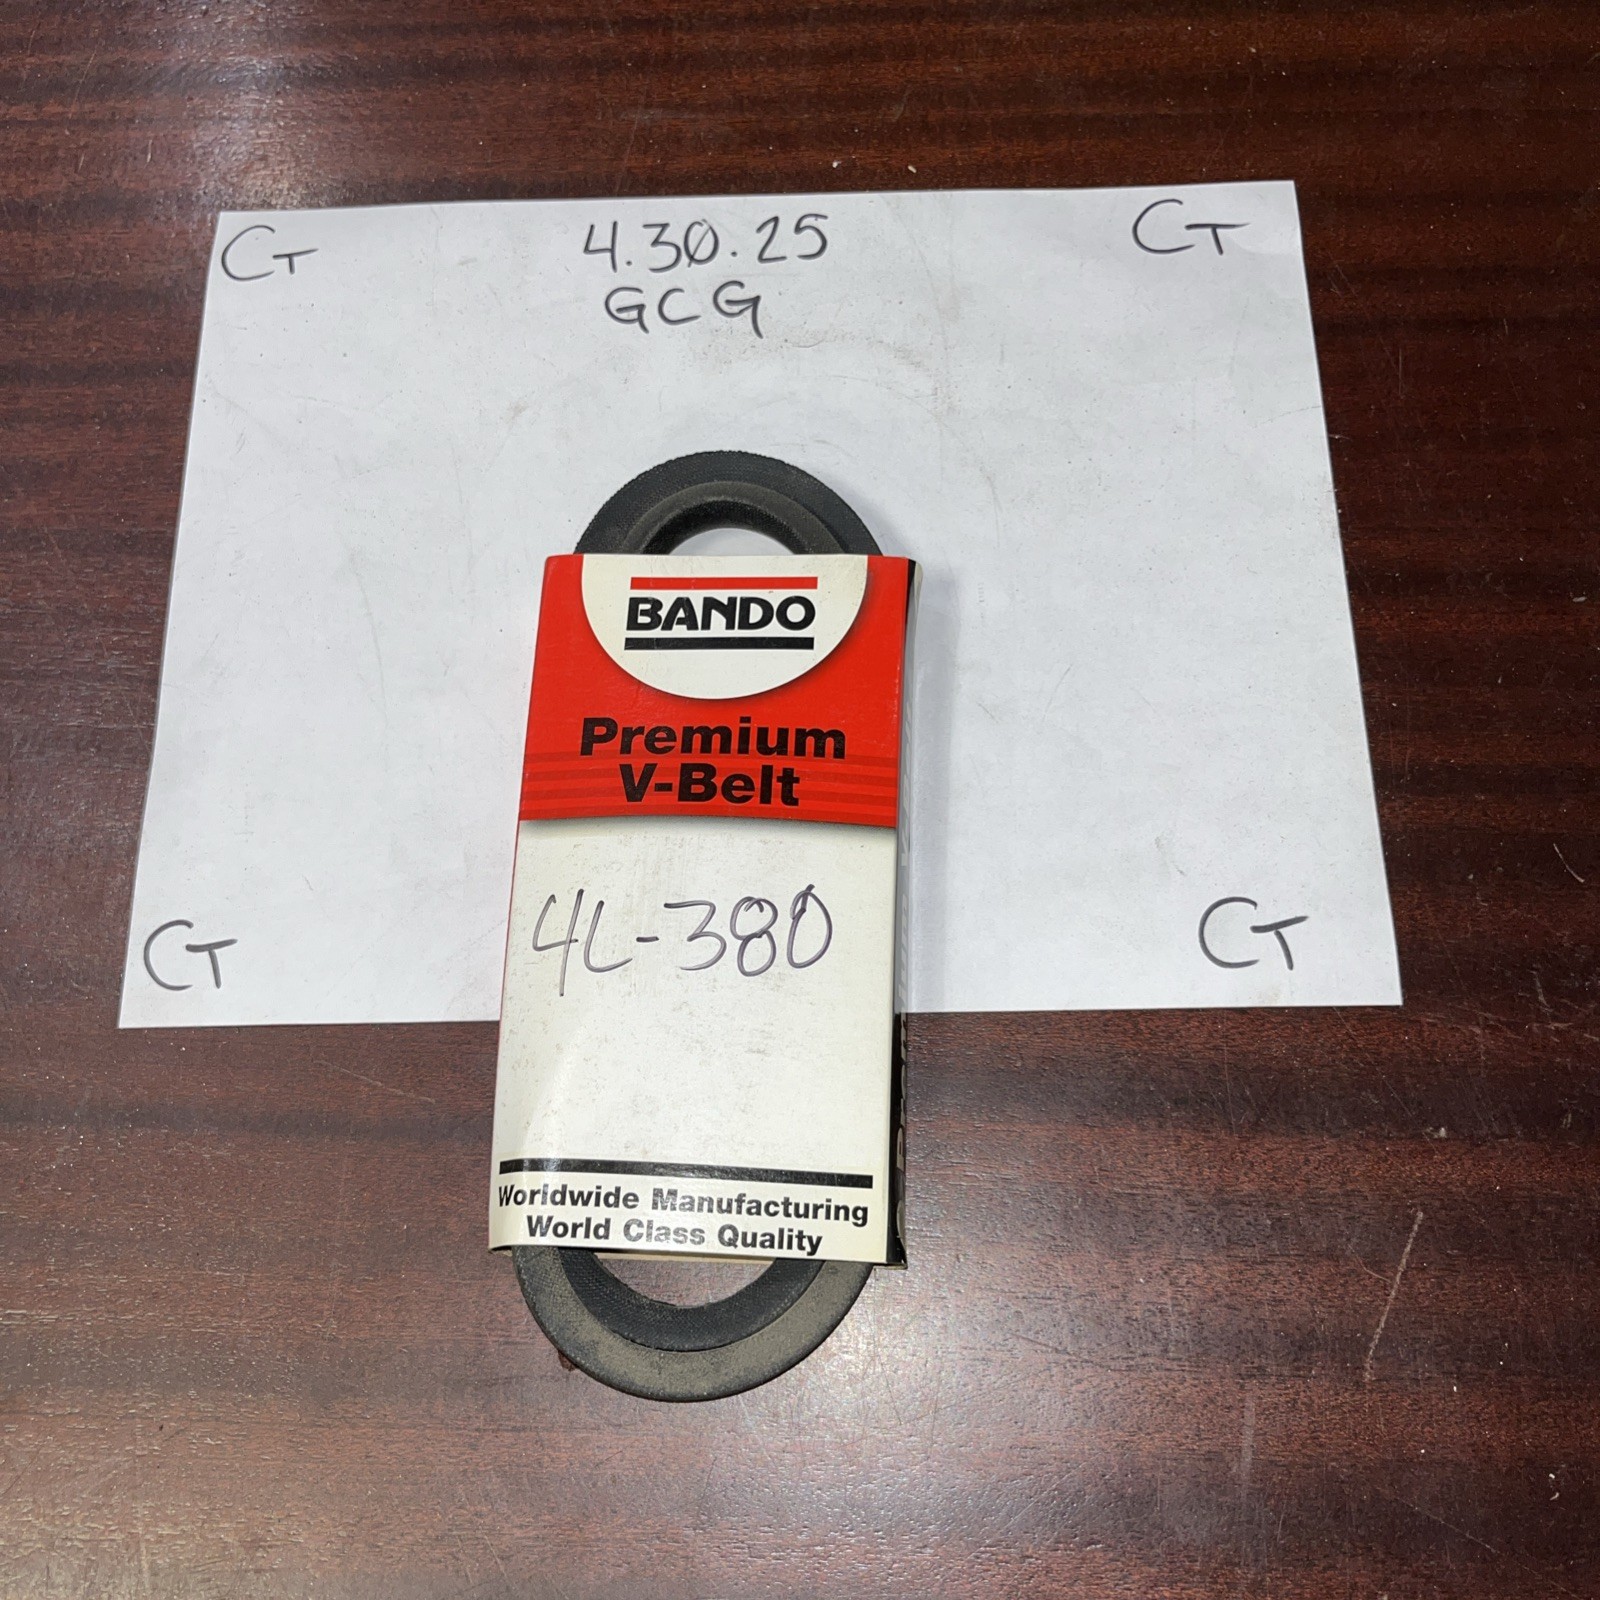 CT 4.30.25 CT
GCG
BANDO
Premium
V-Belt
4L-380
CT CT
Worldwide Manufacturing
World Class Quality